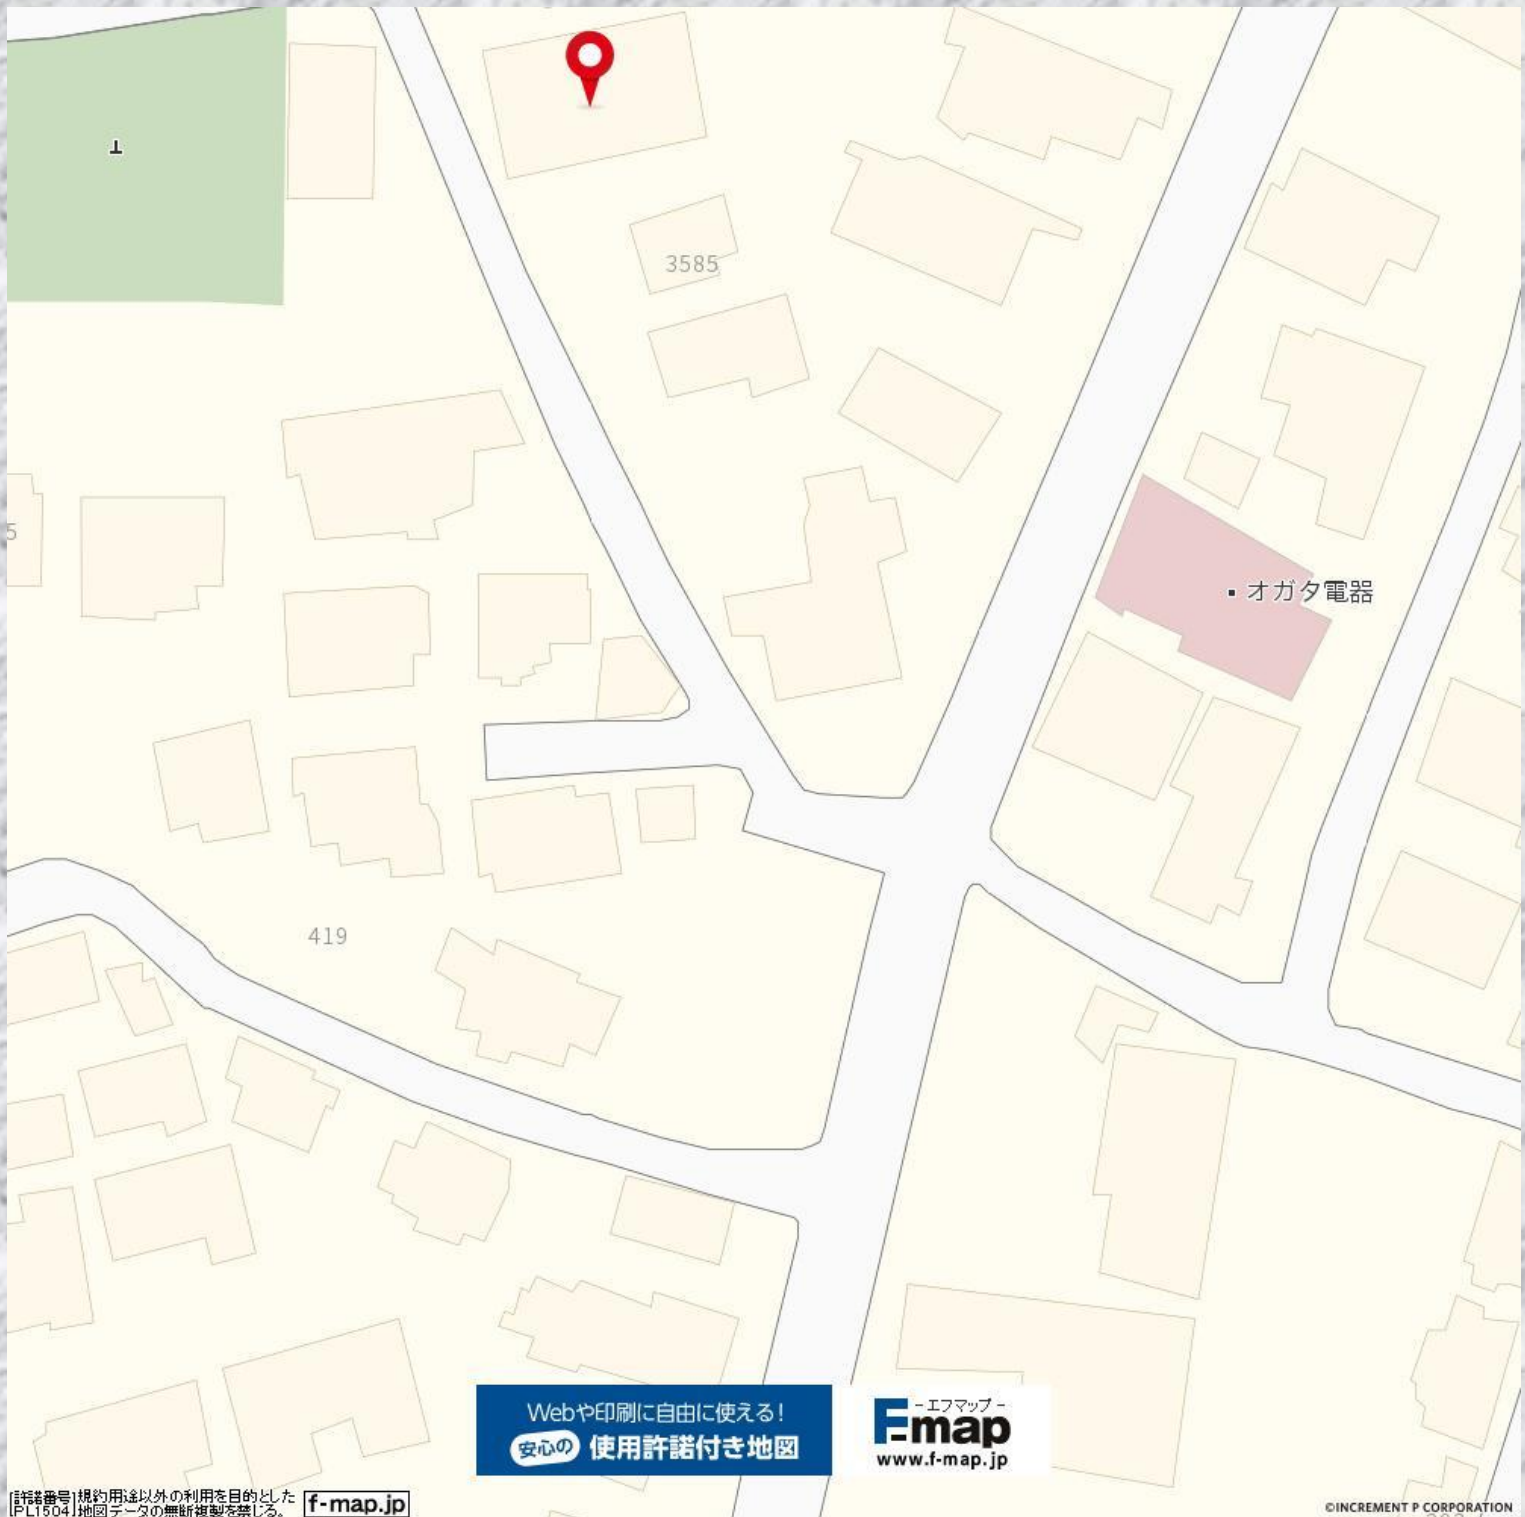 ⊥
3585
5
オガタ電器
419
Webや印刷に自由に使える!
安心の 使用許諾付き地図
-エフマップ-
F-map
www.f-map.jp
[許諾番号]規約用途以外の利用を目的とした
[PL1504]地図データの無断複製を禁じる。
f-map.jp
©INCREMENT P CORPORATION